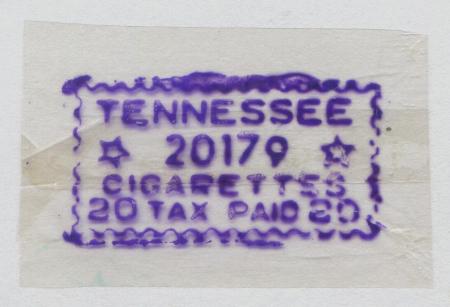 TENNESSEE
20179
CIGARETTES
20 TAX PAID 20